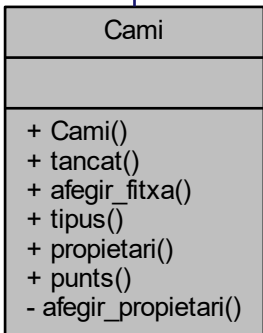 Cami
+ Cami()
+ tancat()
+ afegir_fitxa()
+ tipus()
+ propietari()
+ punts()
- afegir_propietari()